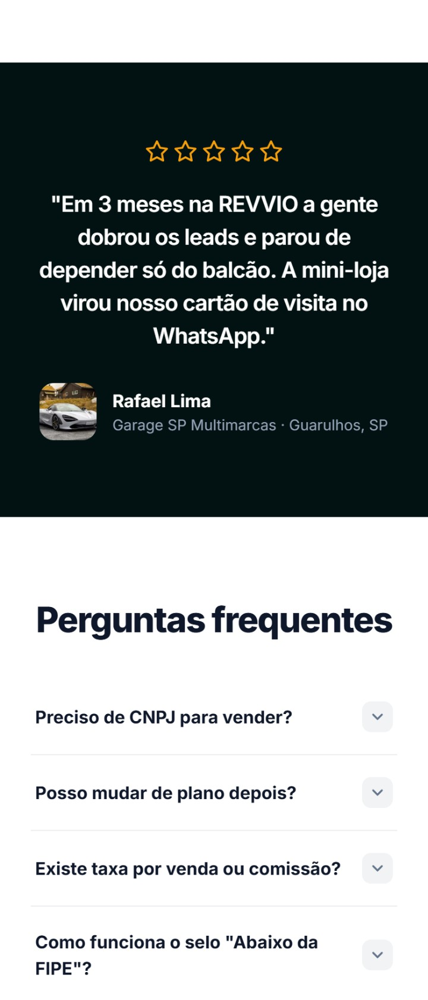 "Em 3 meses na REVVIO a gente
dobrou os leads e parou de
depender só do balcão. A mini-loja
virou nosso cartão de visita no
WhatsApp."
Rafael Lima
Garage SP Multimarcas · Guarulhos, SP
Perguntas frequentes
Preciso de CNPJ para vender?
Posso mudar de plano depois?
Existe taxa por venda ou comissão?
Como funciona o selo "Abaixo da
FIPE"?